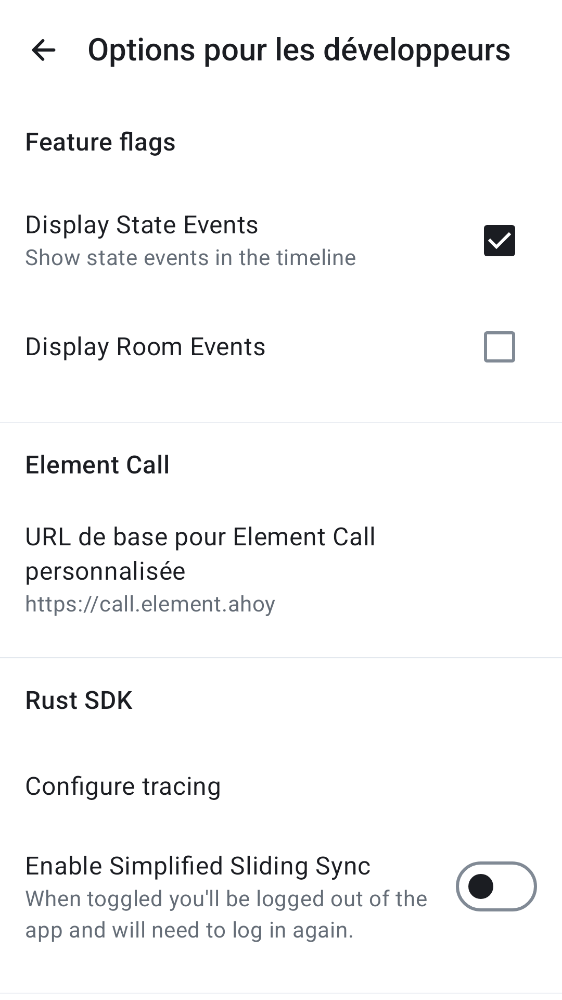 Options pour les développeurs
Feature flags
Display State Events
Show state events in the timeline
Display Room Events
Element Call
URL de base pour Element Call
personnalisée
https://call.element.ahoy
Rust SDK
Configure tracing
Enable Simplified Sliding Sync
When toggled you'll be logged out of the
app and will need to log in again.